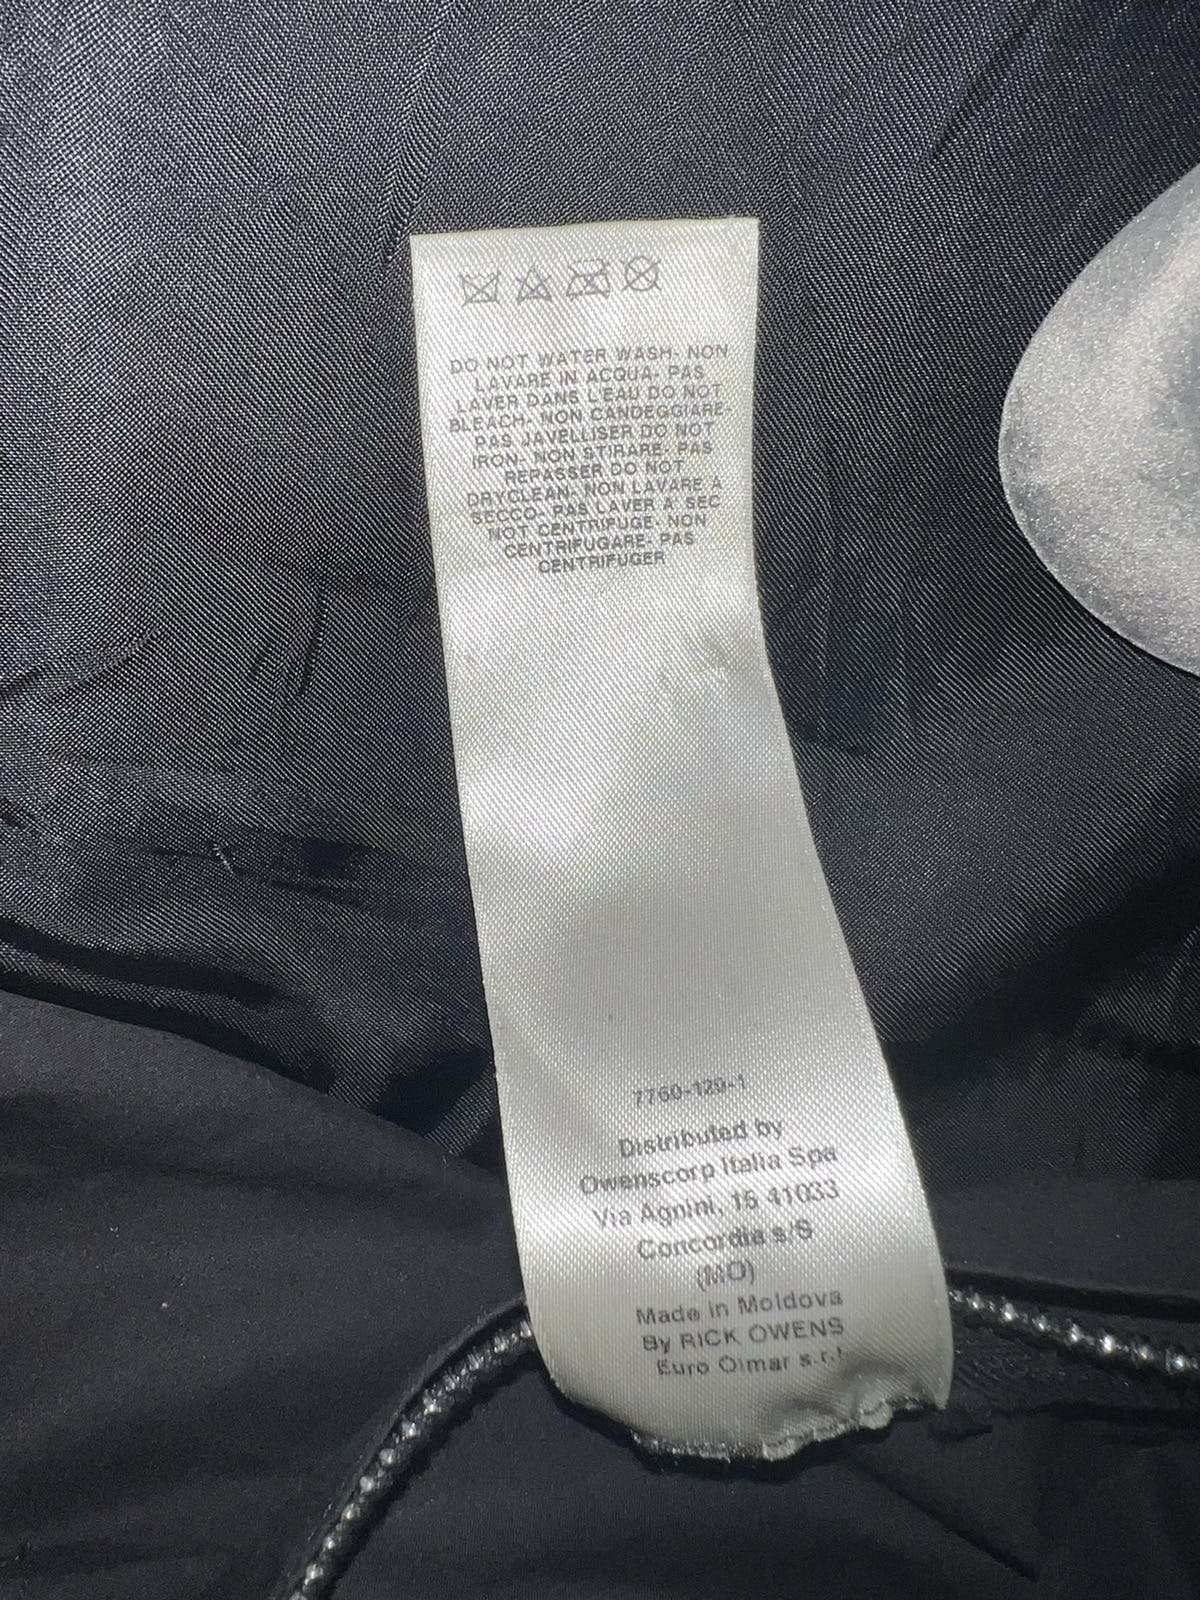 DO NOT WATER WASH- NON
LAVARE IN ACQUA- PAS
LAVER DANS L'EAU DO NOT
BLEACH- NON CANDEGGIARE-
PAS JAVELLISER DO NOT
IRON- NON STIRARE- PAS
REPASSER DO NOT
DRYCLEAN- NON LAVARE A
SECCO- PAS LAVER A' SEC
NOT CENTRIFUGE- NON
CENTRIFUGARE- PAS
CENTRIFUGER
7760-129-1
Distributed by
Owenscorp Italia Spa
Via Agnini, 16 41033
Concordia s/S
(MO)
Made in Moldova
By RICK OWENS
Euro Olmar s.r.l